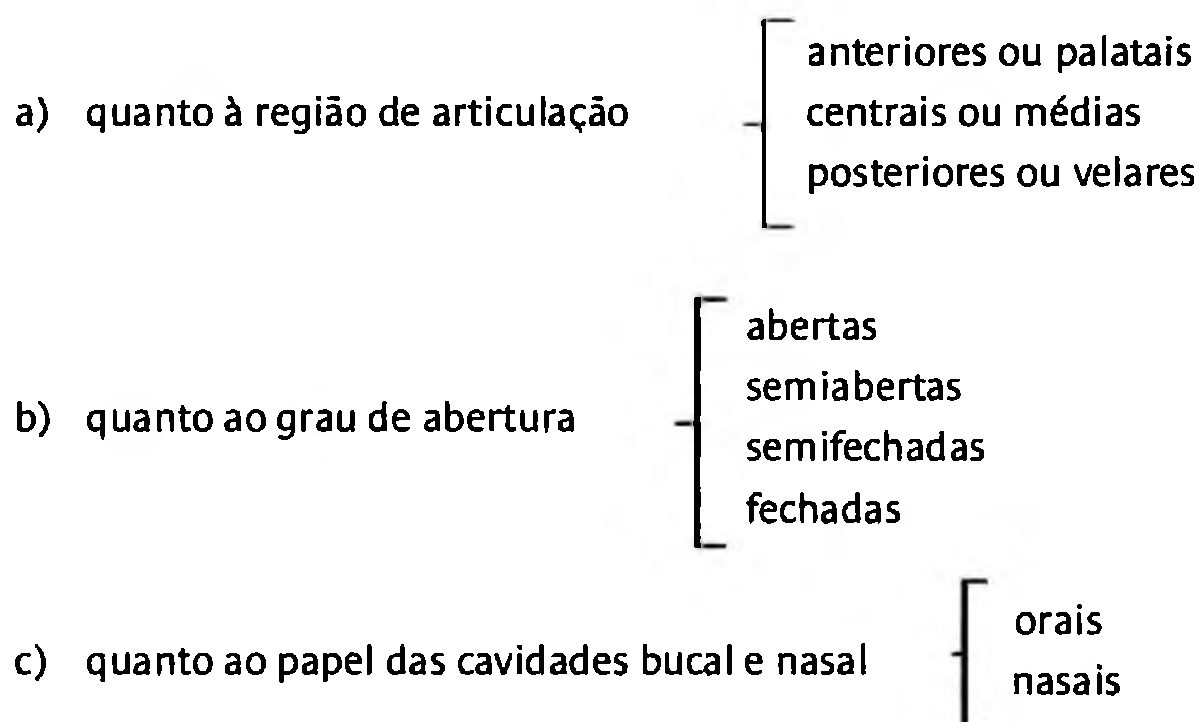 a) quanto à região de articulação
anteriores ou palatais
centrais ou médias
posteriores ou velares
b) quanto ao grau de abertura
abertas
semiabertas
semifechadas
fechadas
c) quanto ao papel das cavidades bucal e nasal
orais
nasais